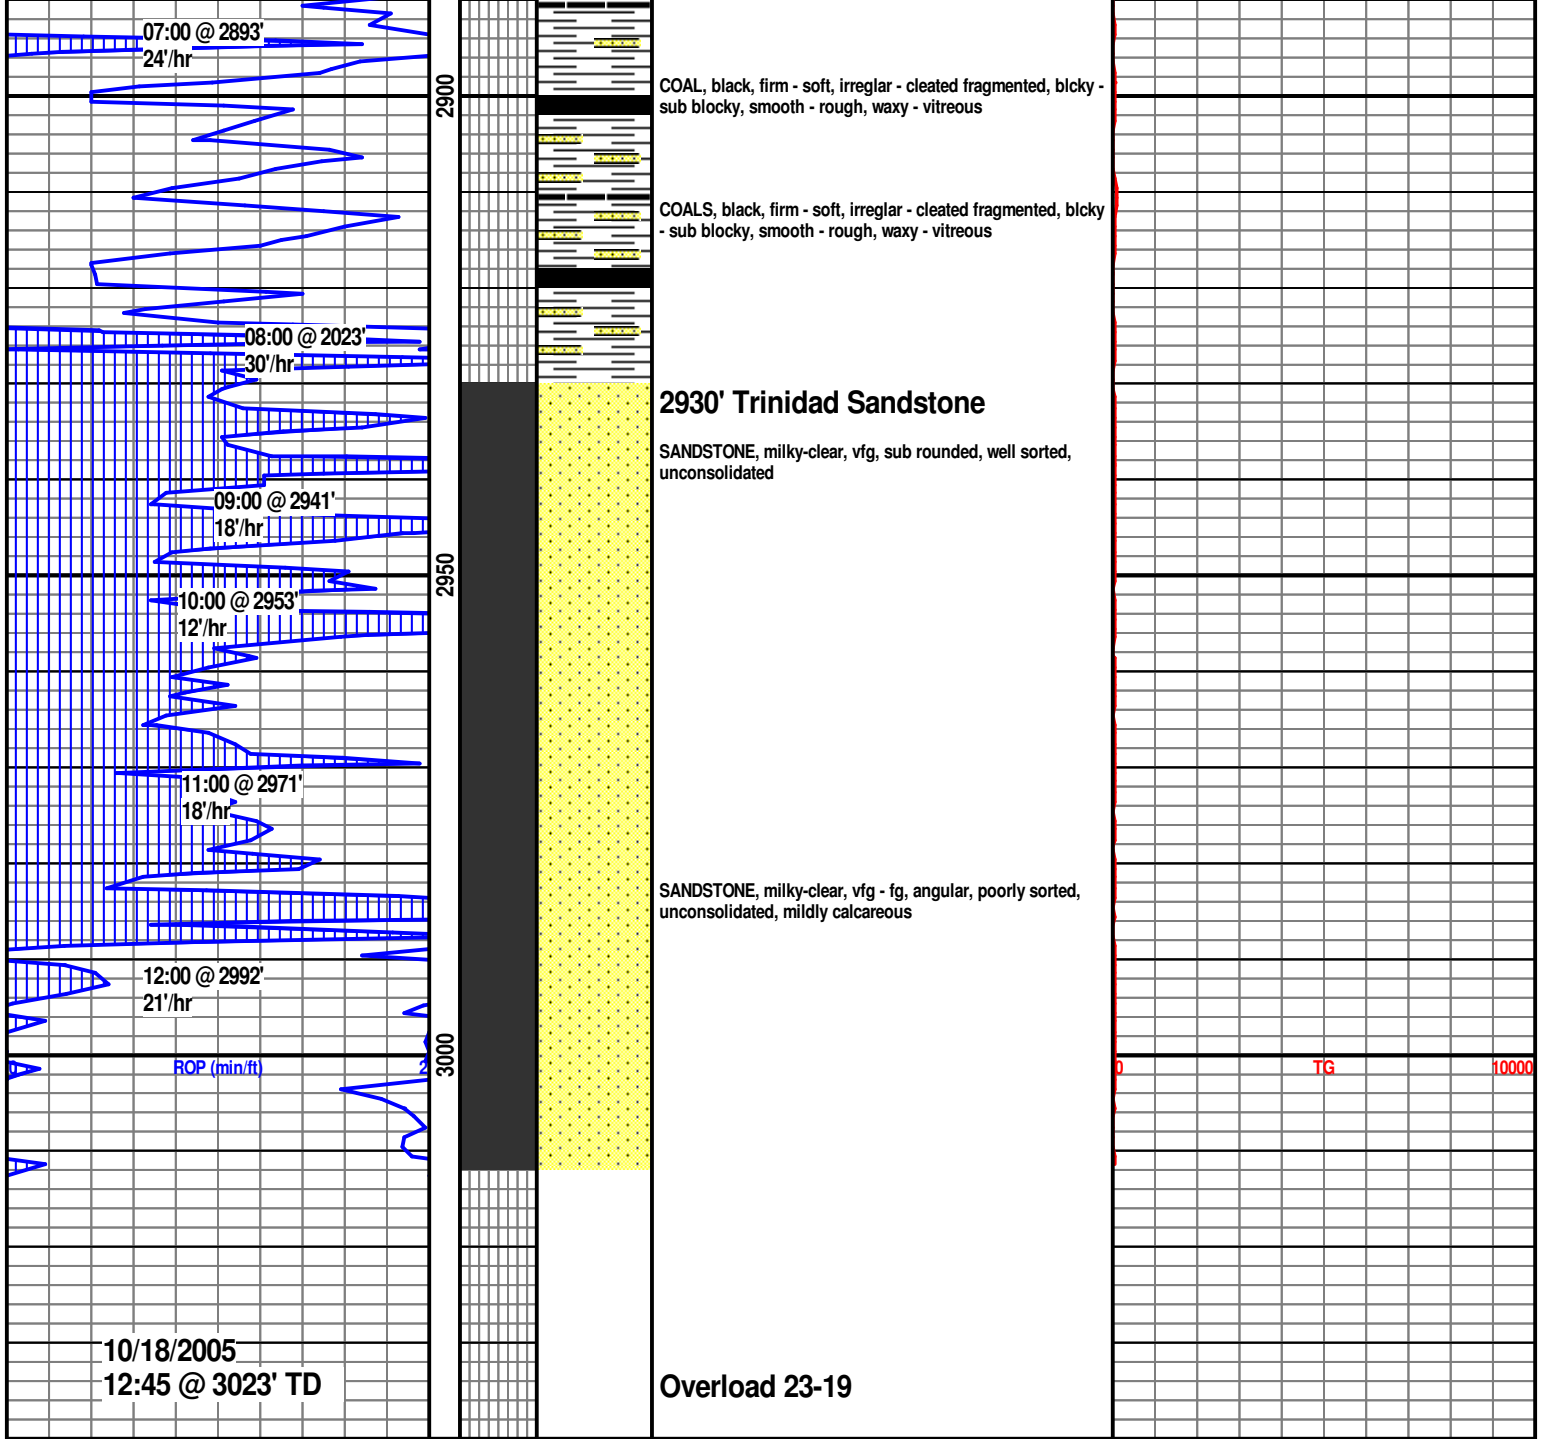 07:00 @ 2893'
24'/hr
2900
COAL, black, firm - soft, irreglar - cleated fragmented, blcky -
sub blocky, smooth - rough, waxy - vitreous
COALS, black, firm - soft, irreglar - cleated fragmented, blcky
- sub blocky, smooth - rough, waxy - vitreous
08:00 @ 2023'
30'/hr
2930' Trinidad Sandstone
SANDSTONE, milky-clear, vfg, sub rounded, well sorted,
unconsolidated
09:00 @ 2941'
18'/hr
2950
10:00 @ 2953'
12'/hr
11:00 @ 2971'
18'/hr
SANDSTONE, milky-clear, vfg - fg, angular, poorly sorted,
unconsolidated, mildly calcareous
12:00 @ 2992'
21'/hr
3000
0 ROP (min/ft) 2
0 TG 10000
10/18/2005
12:45 @ 3023' TD
Overload 23-19